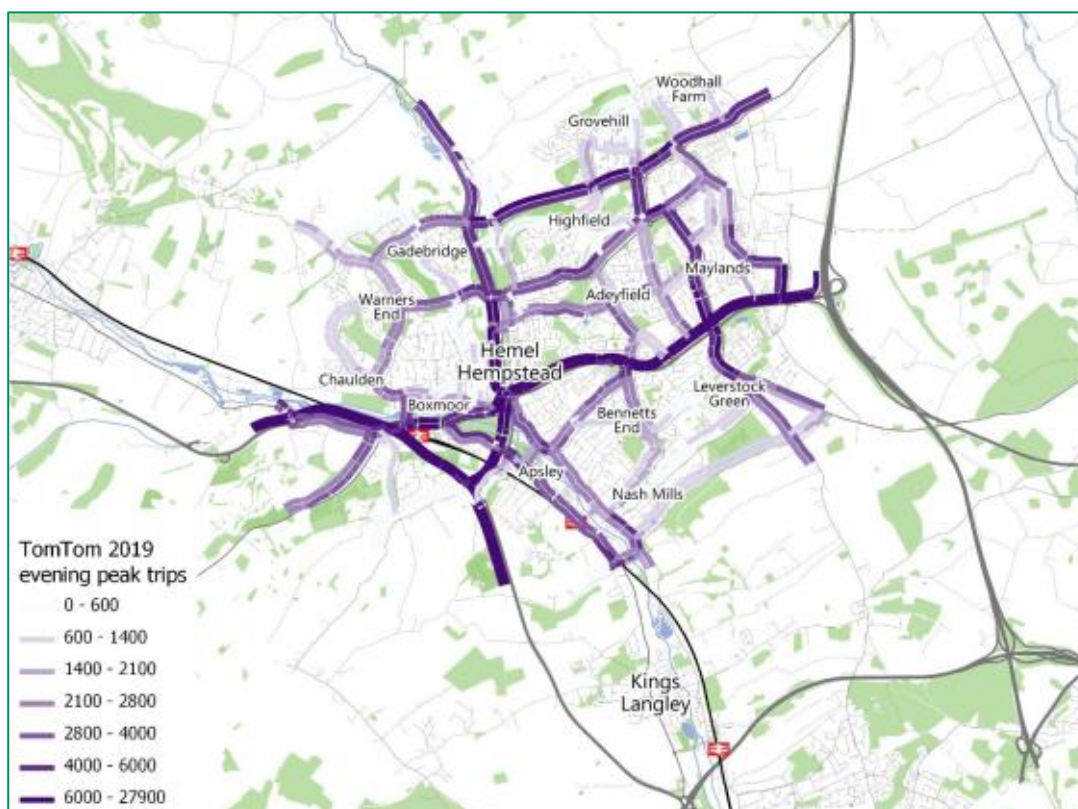 Woodhall
Farm
Grovehill
Highfield
Gadebridge
Maylands
Adeyfield
Warners
End
Hemel
Hempstead
Chaulden
Leverstock
Green
Boxmoor
Bennetts
End
Apsley
Nash Mills
TomTom 2019
evening peak trips
0 - 600
600 - 1400
1400 - 2100
2100 - 2800
2800 - 4000
4000 - 6000
6000 - 27900
Kings
Langley